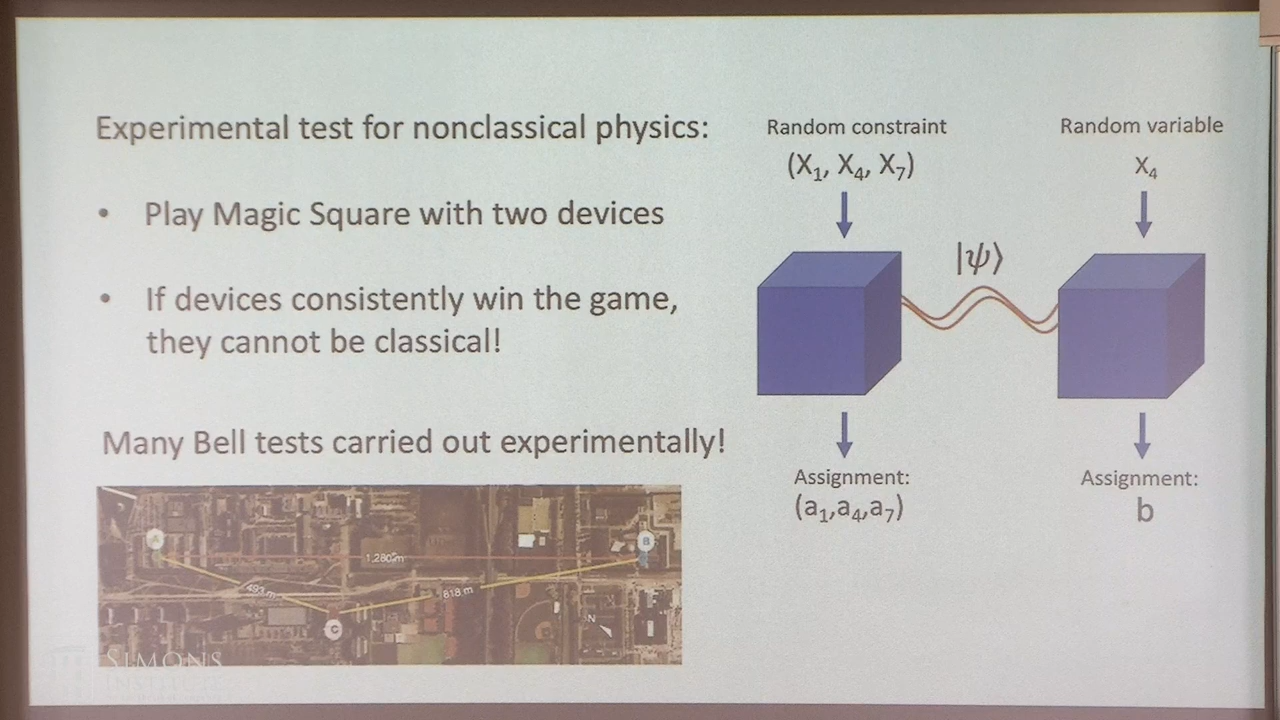 Experimental test for nonclassical physics:
• Play Magic Square with two devices
• If devices consistently win the game,
they cannot be classical!
Many Bell tests carried out experimentally!
A
B
1,280 m
493 m
818 m
C
N
SIMONS
INSTITUTE
Random constraint
(X₁, X₄, X₇)
Random variable
X₄
|ψ⟩
Assignment:
(a₁,a₄,a₇)
Assignment:
b